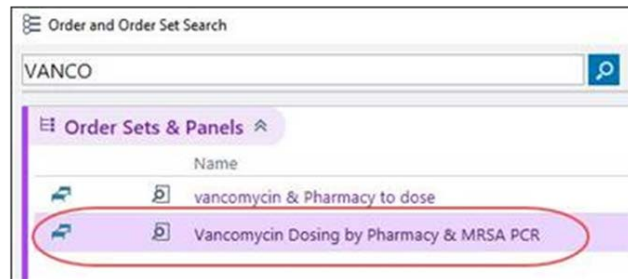 Order and Order Set Search
VANCO
Order Sets & Panels
Name
vancomycin & Pharmacy to dose
Vancomycin Dosing by Pharmacy & MRSA PCR